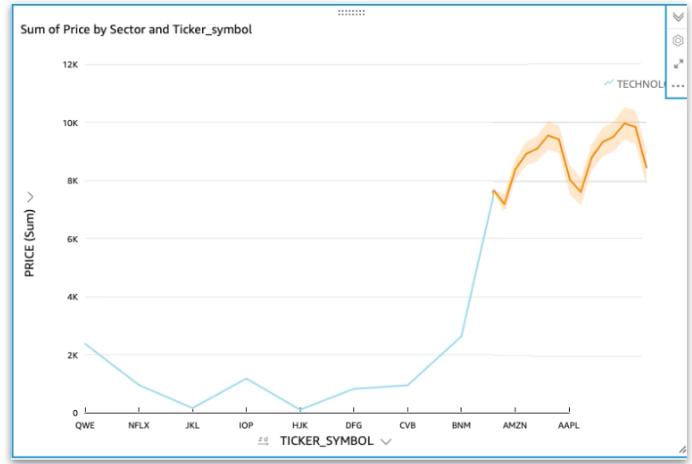 Sum of Price by Sector and Ticker_symbol
12K
TECHNOL
10K
8K
6K
4K
2K
0
PRICE (Sum)
QWE NFLX JKL IOP HJK DFG CVB BNM AMZN AAPL
TICKER_SYMBOL